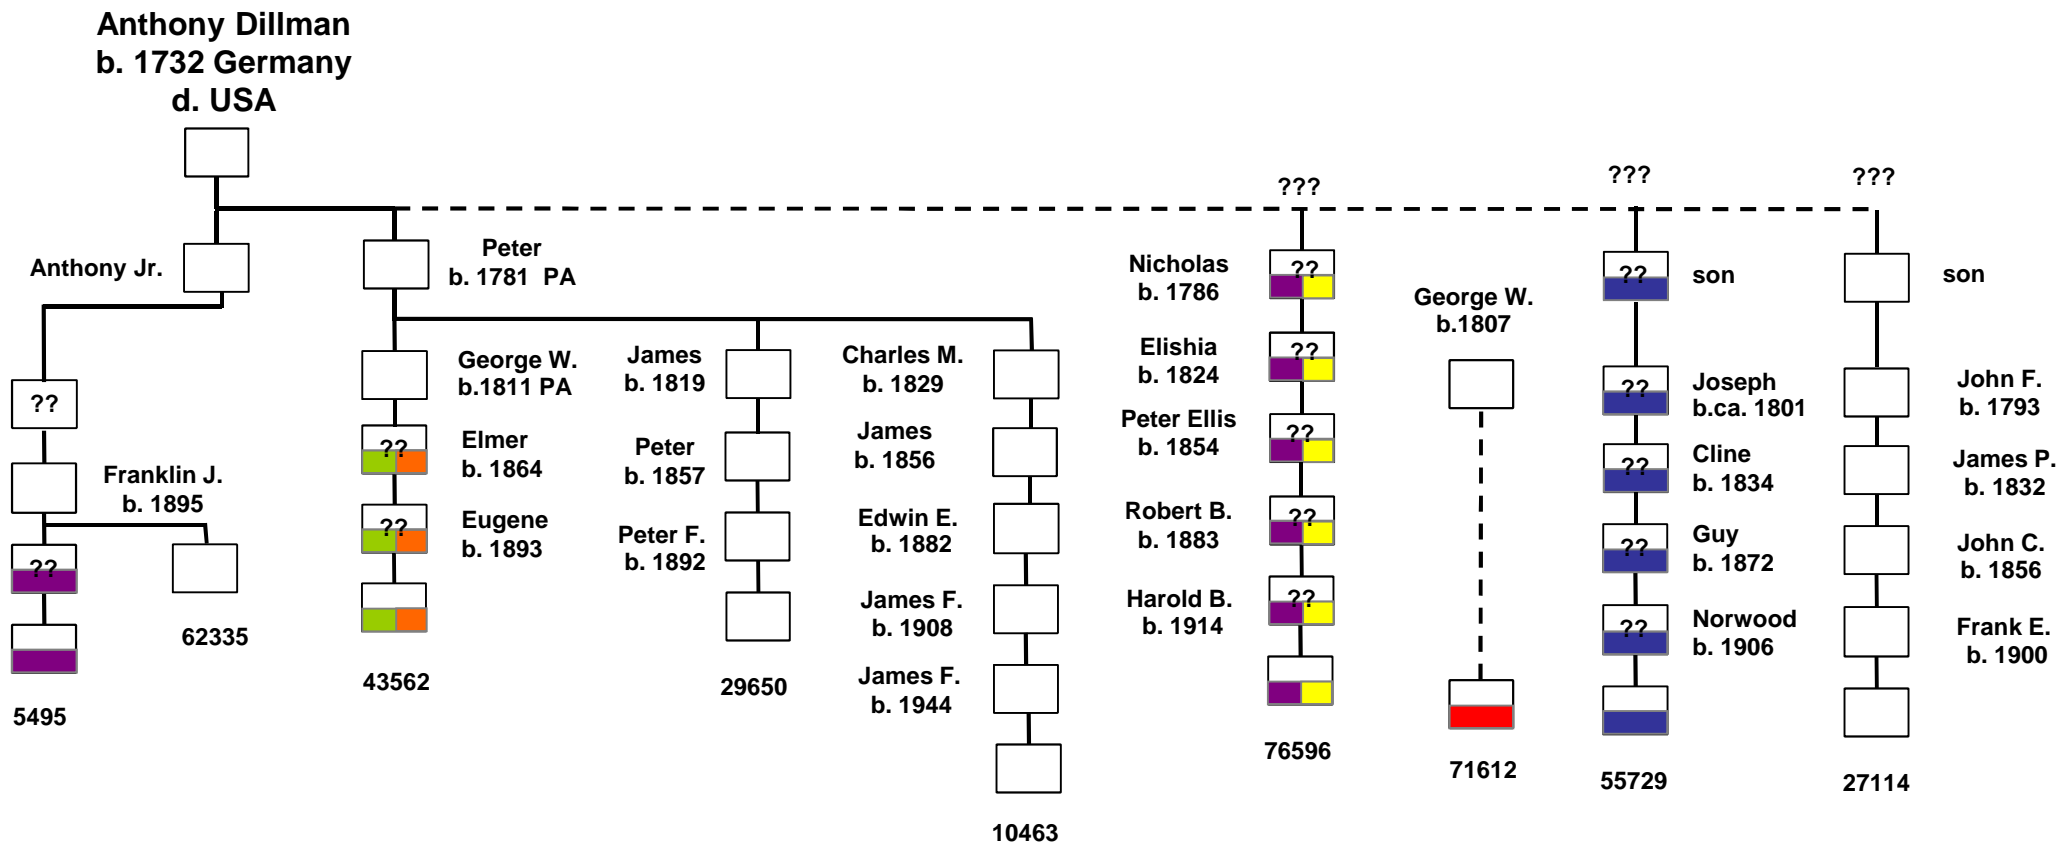 Anthony Dillman
b. 1732 Germany
d. USA
???
???
???
Anthony Jr.
Peter
b. 1781 PA
??
Franklin J.
b. 1895
??
62335
5495
George W.
b.1811 PA
??
Elmer
b. 1864
??
Eugene
b. 1893
43562
James
b. 1819
Peter
b. 1857
Peter F.
b. 1892
29650
Charles M.
b. 1829
James
b. 1856
Edwin E.
b. 1882
James F.
b. 1908
James F.
b. 1944
10463
Nicholas
b. 1786
??
Elishia
b. 1824
??
Peter Ellis
b. 1854
??
Robert B.
b. 1883
??
Harold B.
b. 1914
??
76596
George W.
b.1807
71612
??
son
??
Joseph
b.ca. 1801
??
Cline
b. 1834
??
Guy
b. 1872
??
Norwood
b. 1906
55729
son
John F.
b. 1793
James P.
b. 1832
John C.
b. 1856
Frank E.
b. 1900
27114